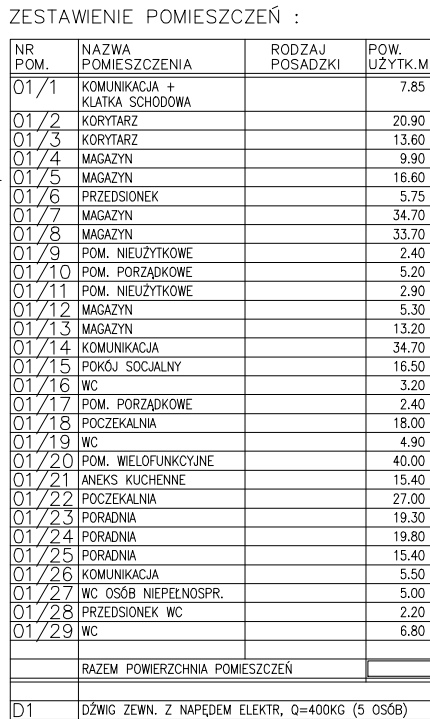 ZESTAWIENIE POMIESZCZEŃ :
NR POM. NAZWA POMIESZCZENIA RODZAJ POSADZKI POW. UŻYTK.M
01/1 KOMUNIKACJA + KLATKA SCHODOWA 7.85
01/2 KORYTARZ 20.90
01/3 KORYTARZ 13.60
01/4 MAGAZYN 9.90
01/5 MAGAZYN 16.60
01/6 PRZEDSIONEK 5.75
01/7 MAGAZYN 34.70
01/8 MAGAZYN 33.70
01/9 POM. NIEUŻYTKOWE 2.40
01/10 POM. PORZĄDKOWE 5.20
01/11 POM. NIEUŻYTKOWE 2.90
01/12 MAGAZYN 5.30
01/13 MAGAZYN 13.20
01/14 KOMUNIKACJA 34.70
01/15 POKÓJ SOCJALNY 16.50
01/16 WC 3.20
01/17 POM. PORZĄDKOWE 2.40
01/18 POCZEKALNIA 18.00
01/19 WC 4.90
01/20 POM. WIELOFUNKCYJNE 40.00
01/21 ANEKS KUCHENNE 15.40
01/22 POCZEKALNIA 27.00
01/23 PORADNIA 19.30
01/24 PORADNIA 19.80
01/25 PORADNIA 15.40
01/26 KOMUNIKACJA 5.50
01/27 WC OSÓB NIEPEŁNOSPR. 5.00
01/28 PRZEDSIONEK WC 2.20
01/29 WC 6.80
RAZEM POWIERZCHNIA POMIESZCZEŃ
D1 DŹWIG ZEWN. Z NAPĘDEM ELEKTR, Q=400KG (5 OSÓB)